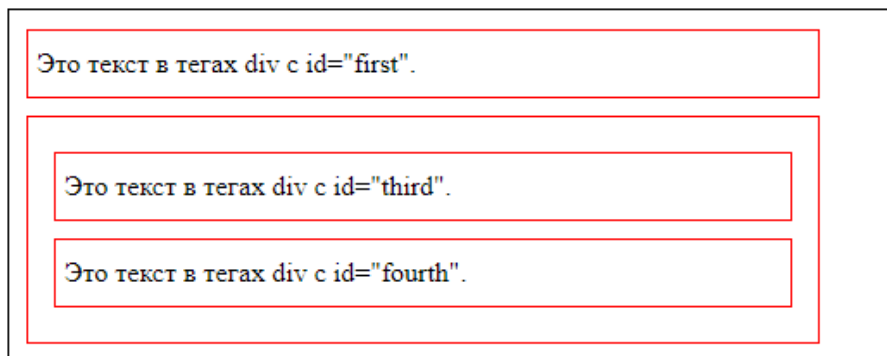 Это текст в тегах div с id="first".
Это текст в тегах div с id="third".
Это текст в тегах div с id="fourth".